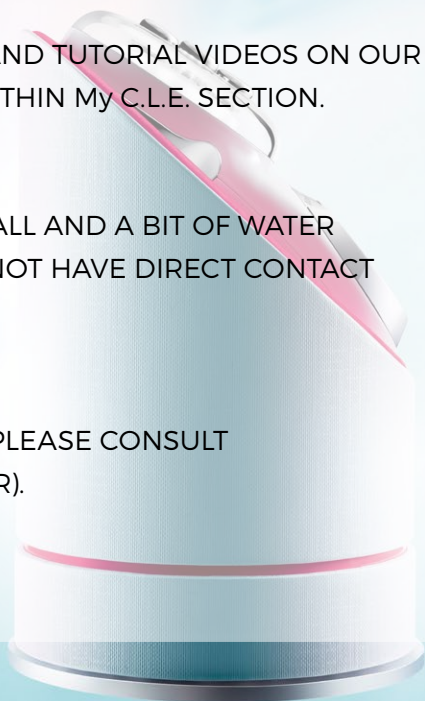 AND TUTORIAL VIDEOS ON OUR
THIN My C.L.E. SECTION.
ALL AND A BIT OF WATER
NOT HAVE DIRECT CONTACT
PLEASE CONSULT
R).